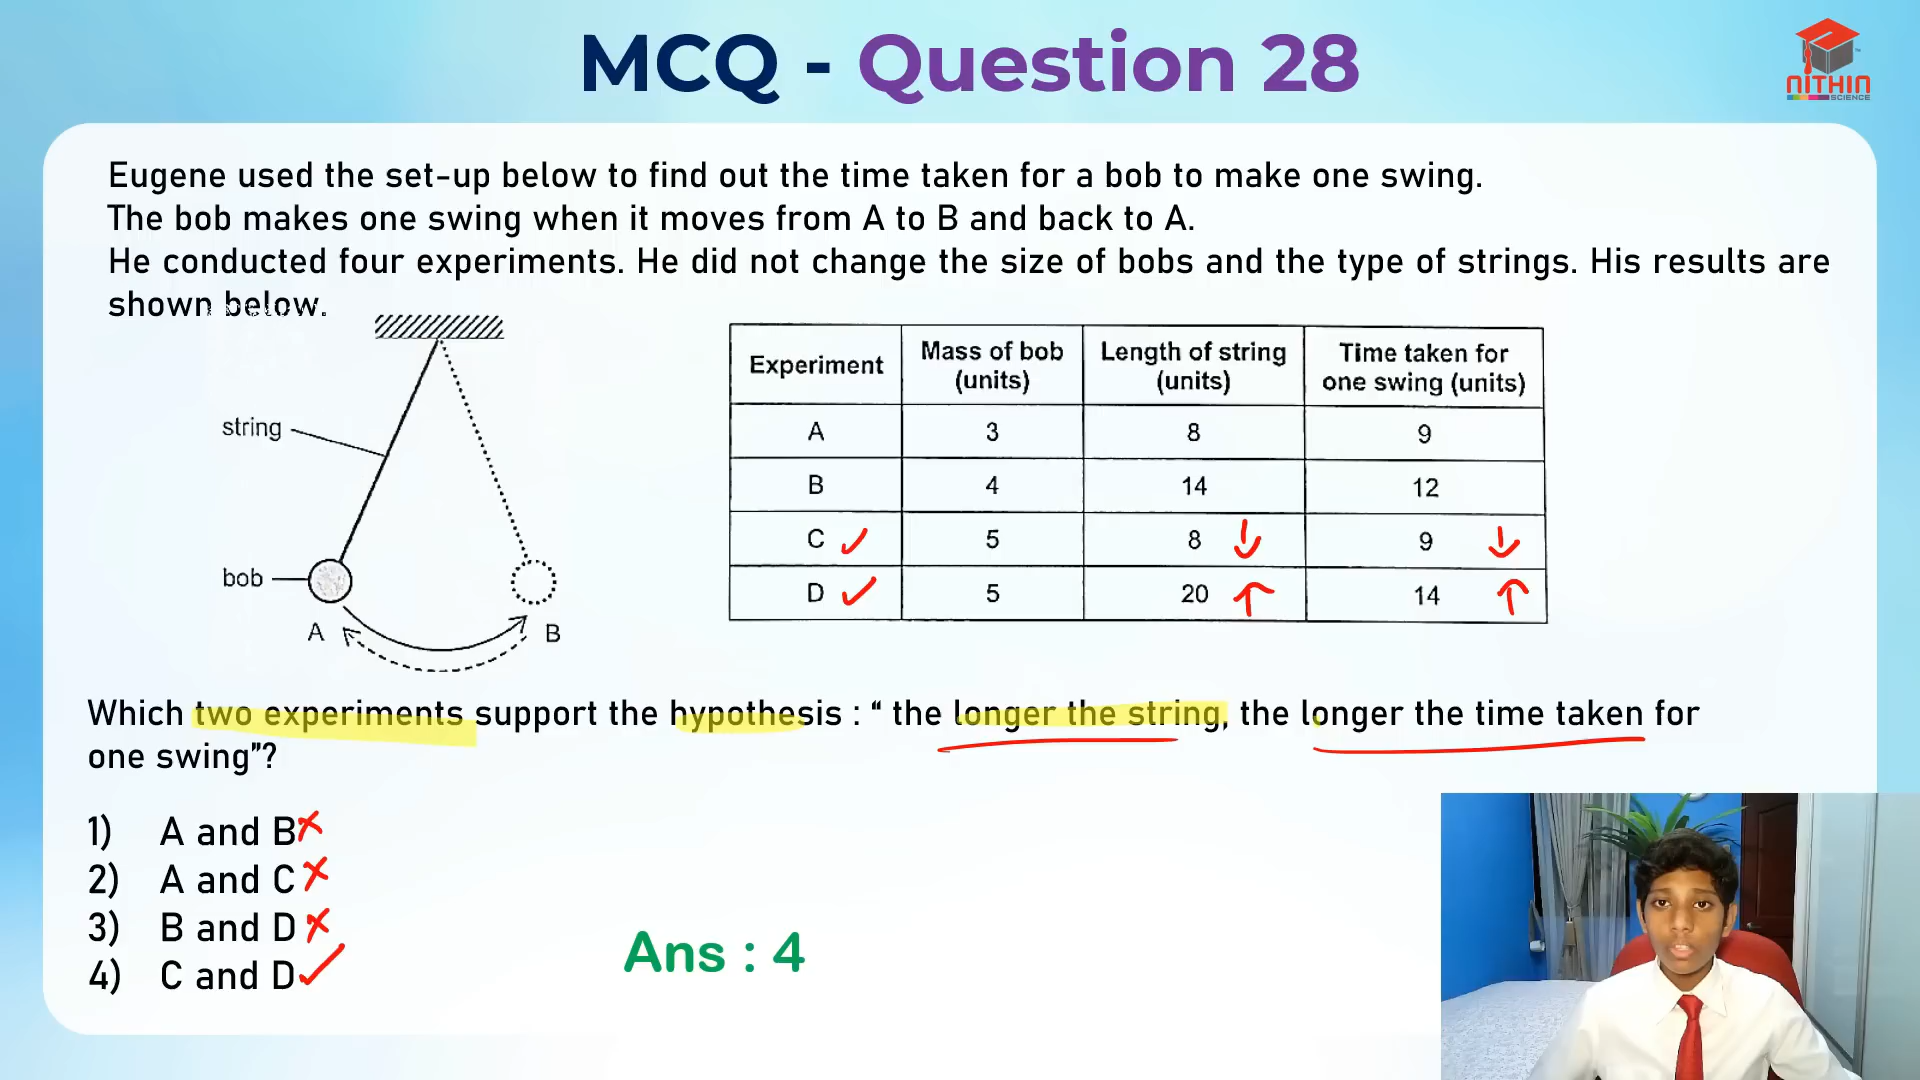 MCQ - Question 28
NITHIN
SCIENCE
Eugene used the set-up below to find out the time taken for a bob to make one swing.
The bob makes one swing when it moves from A to B and back to A.
He conducted four experiments. He did not change the size of bobs and the type of strings. His results are
shown below.
string
bob
A
B
Experiment Mass of bob (units) Length of string (units) Time taken for one swing (units)
A 3 8 9
B 4 14 12
C 5 8 9
D 5 20 14
Which two experiments support the hypothesis : “ the longer the string, the longer the time taken for
one swing”?
1) A and B
2) A and C
3) B and D
4) C and D
Ans : 4